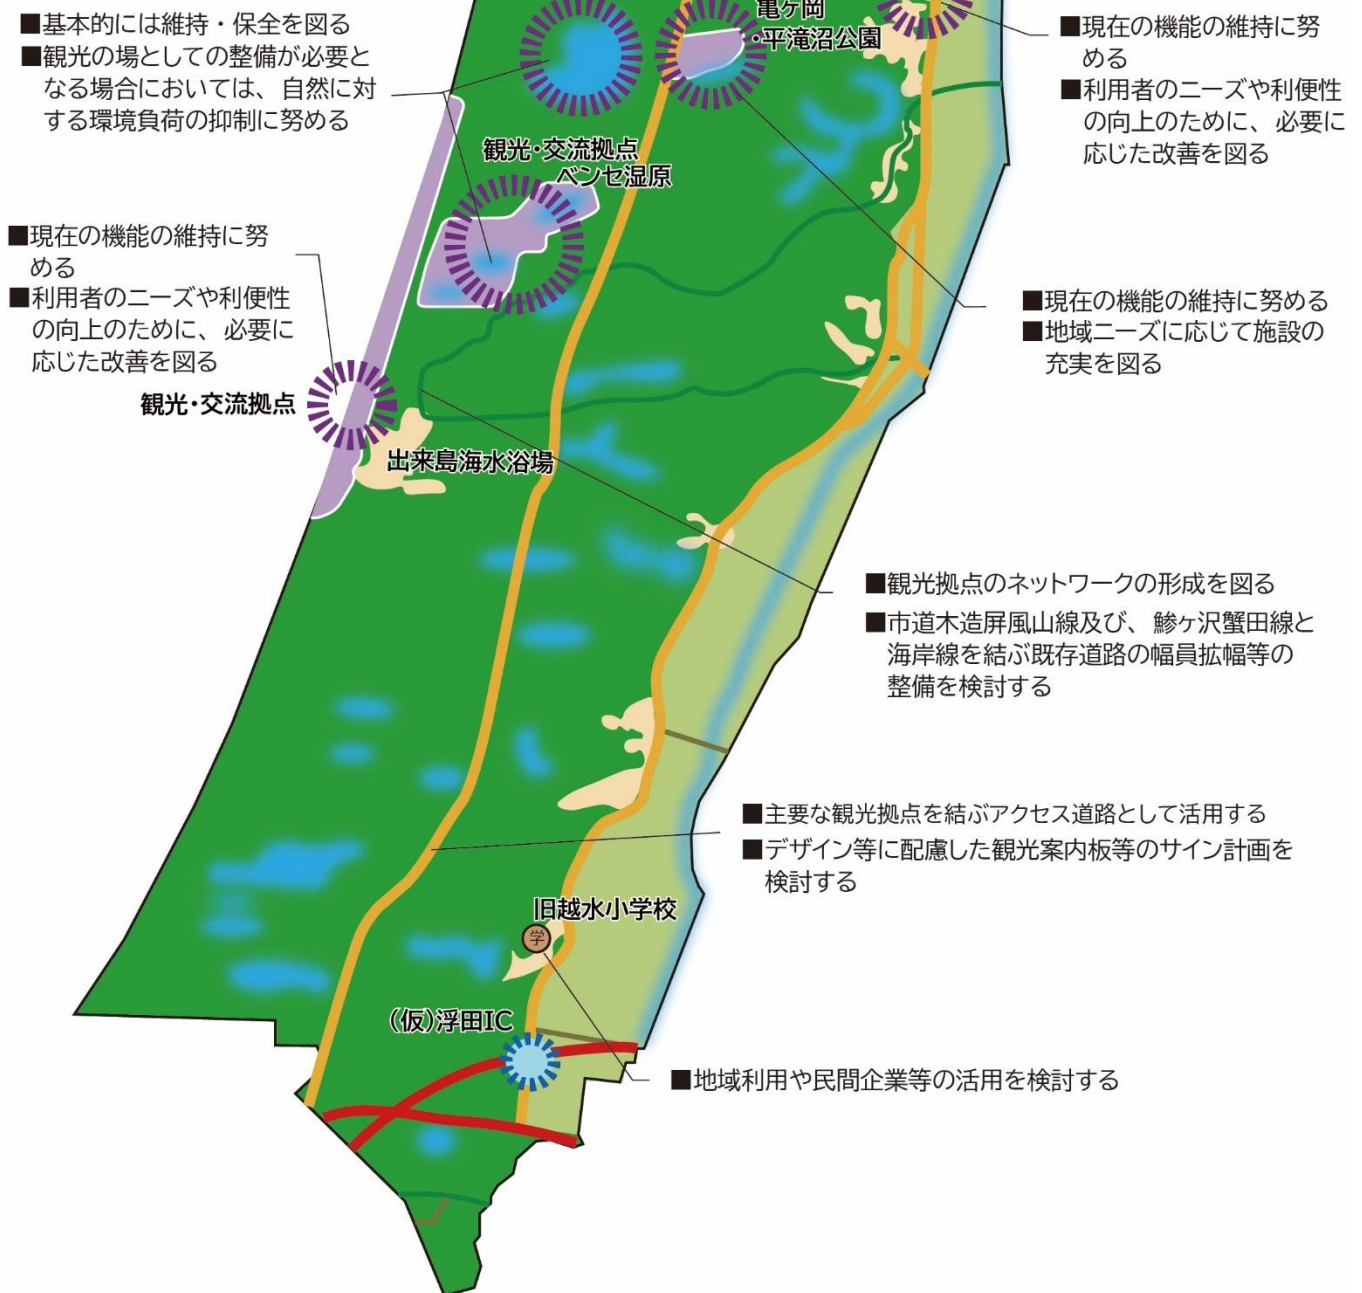 ■基本的には維持・保全を図る
■観光の場としての整備が必要と
なる場合においては、自然に対
する環境負荷の抑制に努める
亀ヶ岡
・平滝沼公園
■現在の機能の維持に努
める
■利用者のニーズや利便性
の向上のために、必要に
応じた改善を図る
観光・交流拠点
ベンセ湿原
■現在の機能の維持に努
める
■利用者のニーズや利便性
の向上のために、必要に
応じた改善を図る
観光・交流拠点
出来島海水浴場
■現在の機能の維持に努める
■地域ニーズに応じて施設の
充実を図る
■観光拠点のネットワークの形成を図る
■市道木造屏風山線及び、鰺ヶ沢蟹田線と
海岸線を結ぶ既存道路の幅員拡幅等の
整備を検討する
■主要な観光拠点を結ぶアクセス道路として活用する
■デザイン等に配慮した観光案内板等のサイン計画を
検討する
旧越水小学校
学
(仮)浮田IC
■地域利用や民間企業等の活用を検討する